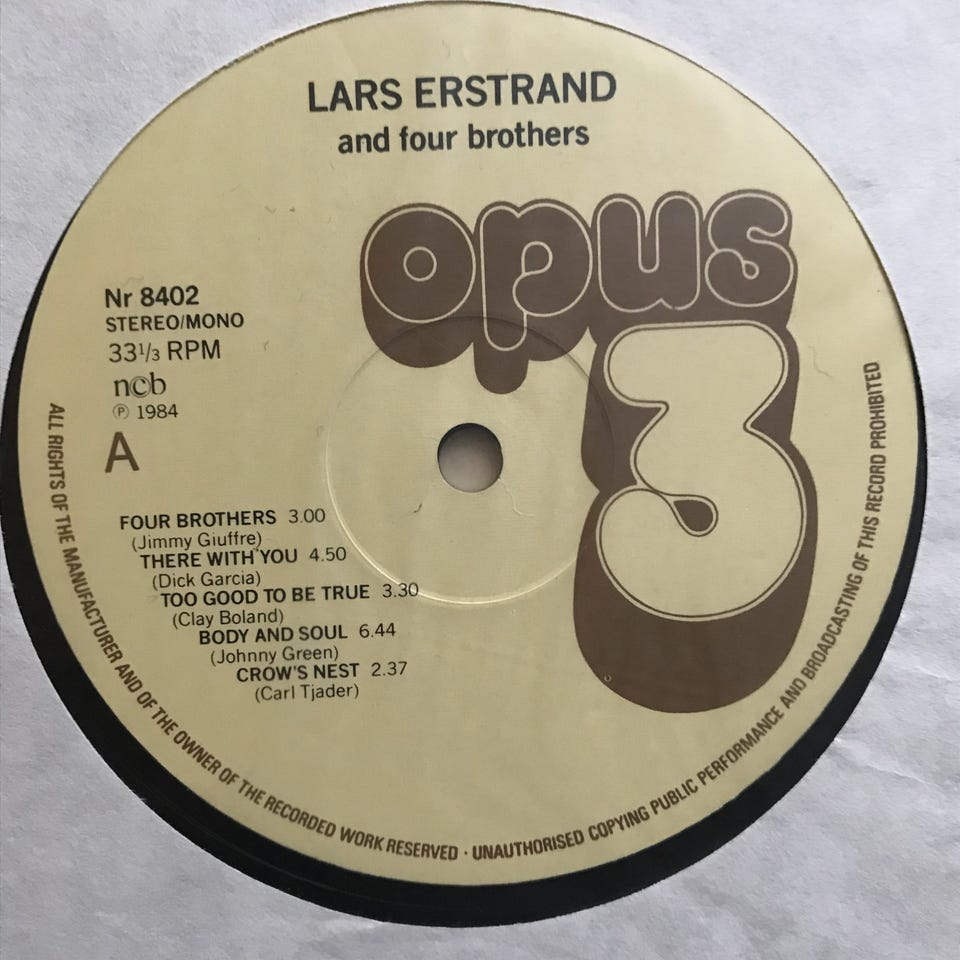 LARS ERSTRAND
and four brothers
opus
3
Nr 8402
STEREO/MONO
33 1/3 RPM
n©b
℗ 1984
A
FOUR BROTHERS 3.00
(Jimmy Giuffre)
THERE WITH YOU 4.50
(Dick Garcia)
TOO GOOD TO BE TRUE 3.30
(Clay Boland)
BODY AND SOUL 6.44
(Johnny Green)
CROW'S NEST 2.37
(Carl Tjader)
ALL RIGHTS OF THE MANUFACTURER AND OF THE OWNER OF THE RECORDED WORK RESERVED · UNAUTHORISED COPYING PUBLIC PERFORMANCE AND BROADCASTING OF THIS RECORD PROHIBITED